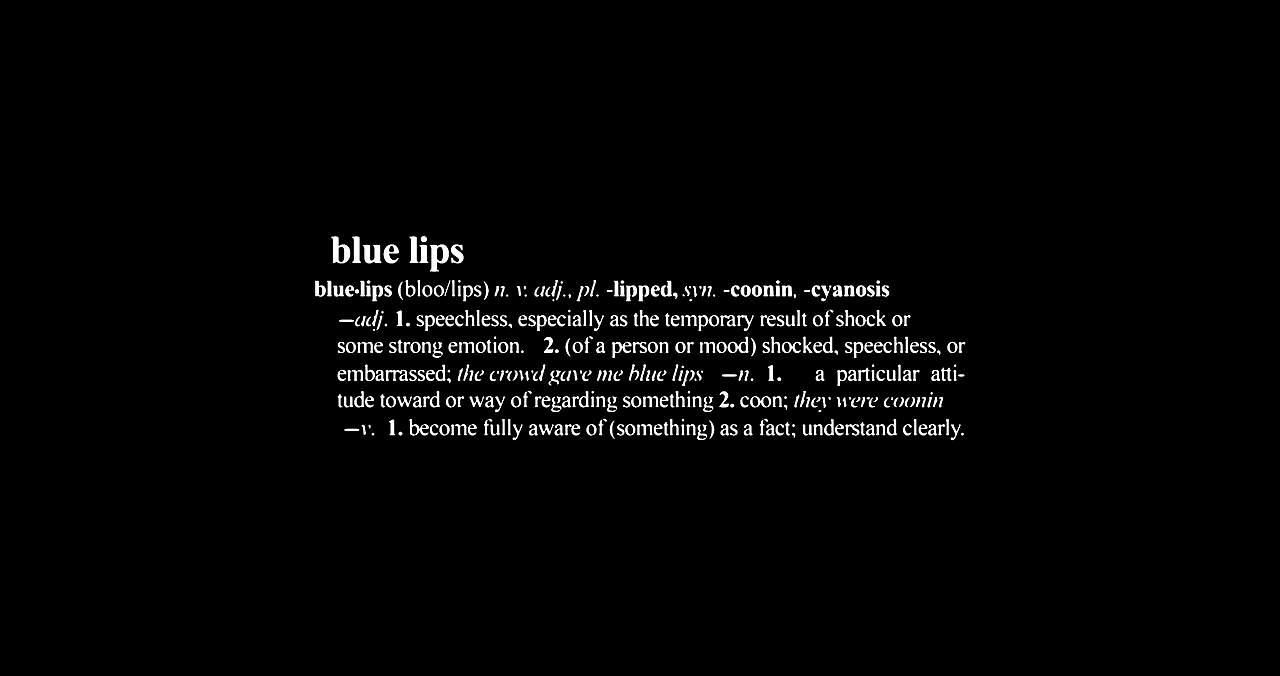 blue lips
blue·lips (bloo/lips) n. v. adj., pl. -lipped, syn. -coonin, -cyanosis
—adj. 1. speechless, especially as the temporary result of shock or
some strong emotion. 2. (of a person or mood) shocked, speechless, or
embarrassed; the crowd gave me blue lips —n. 1. a particular atti-
tude toward or way of regarding something 2. coon; they were coonin
—v. 1. become fully aware of (something) as a fact; understand clearly.